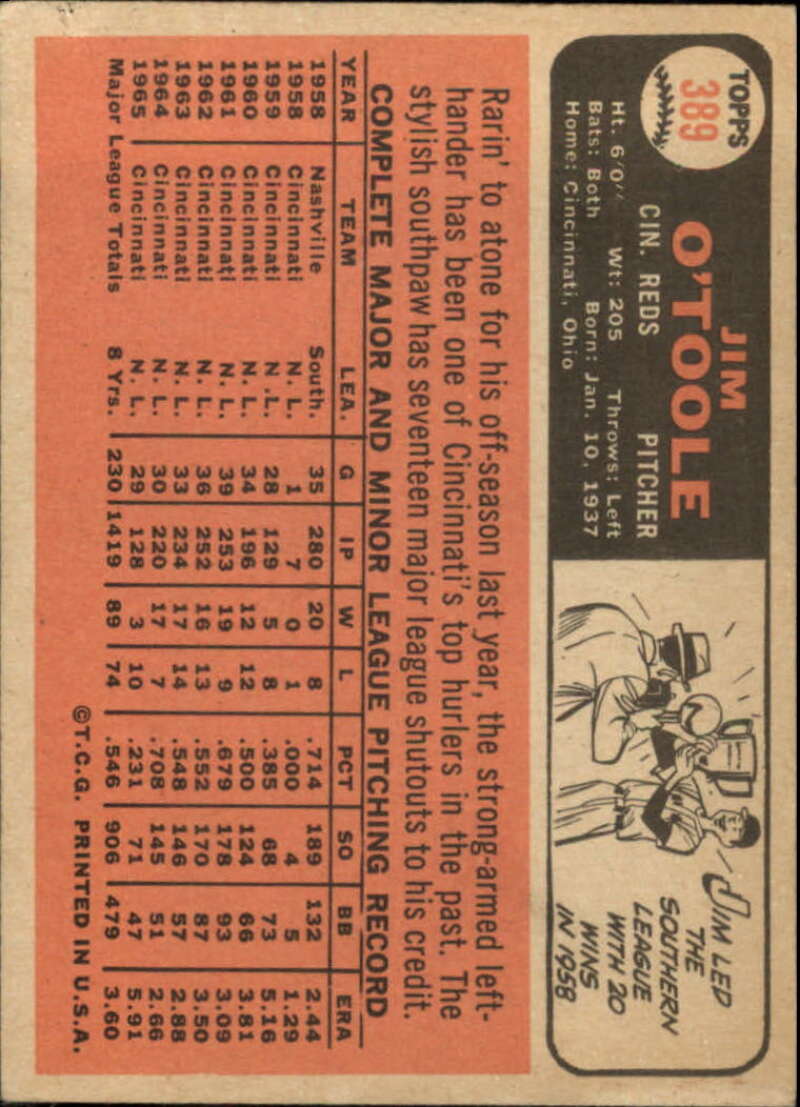 TOPPS
389
JIM
O'TOOLE
CIN. REDS PITCHER
Ht. 6'0" Wt: 205 Throws: Left
Bats: Both Born: Jan. 10, 1937
Home: Cincinnati, Ohio
JIM LED
THE
SOUTHERN
LEAGUE
WITH 20
WINS
IN 1958
Rarin' to atone for his off-season last year, the strong-armed left-
hander has been one of Cincinnati's top hurlers in the past. The
stylish southpaw has seventeen major league shutouts to his credit.
COMPLETE MAJOR AND MINOR LEAGUE PITCHING RECORD
YEAR TEAM LEA. G IP W L PCT SO BB ERA
1958 Nashville South. 35 280 20 8 .714 189 132 2.44
1958 Cincinnati N. L. 1 7 0 1 .000 4 5 1.29
1959 Cincinnati N. L. 28 129 5 8 .385 68 73 5.16
1960 Cincinnati N. L. 34 196 12 12 .500 124 66 3.81
1961 Cincinnati N. L. 39 253 19 9 .679 178 93 3.09
1962 Cincinnati N. L. 36 252 16 13 .552 170 87 3.50
1963 Cincinnati N. L. 33 234 17 14 .548 146 57 2.88
1964 Cincinnati N. L. 30 220 17 7 .708 145 51 2.66
1965 Cincinnati N. L. 29 128 3 10 .231 71 47 5.91
Major League Totals 8 Yrs. 230 1419 89 74 .546 906 479 3.60
©T.C.G. PRINTED IN U.S.A.